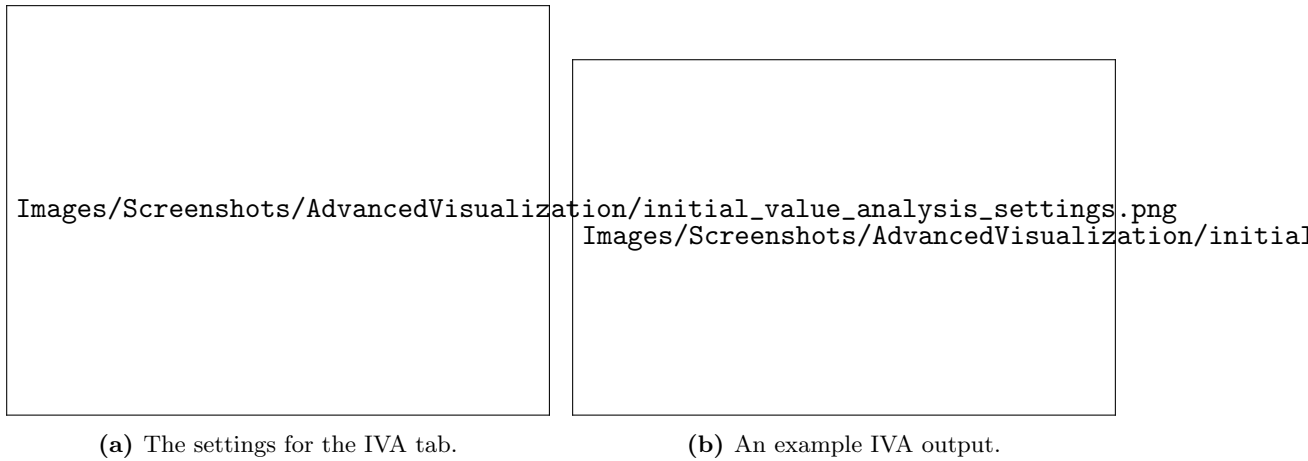 Images/Screenshots/AdvancedVisualization/initial_value_analysis_settings.png
Images/Screenshots/AdvancedVisualization/initial
(a) The settings for the IVA tab.
(b) An example IVA output.